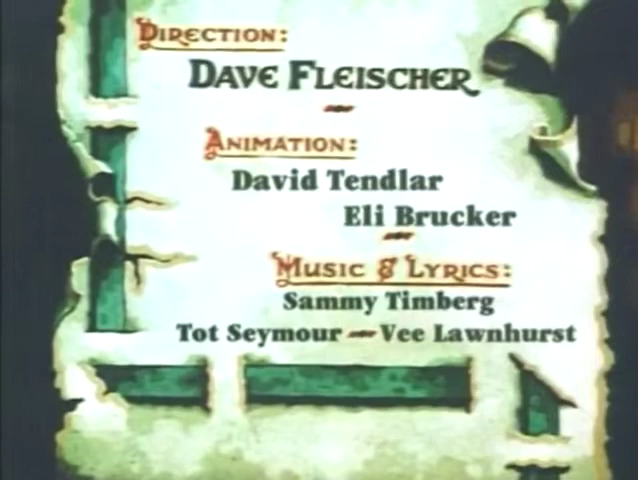 DIRECTION:
DAVE FLEISCHER
ANIMATION:
David Tendlar
Eli Brucker
MUSIC & LYRICS:
Sammy Timberg
Tot Seymour — Vee Lawnhurst